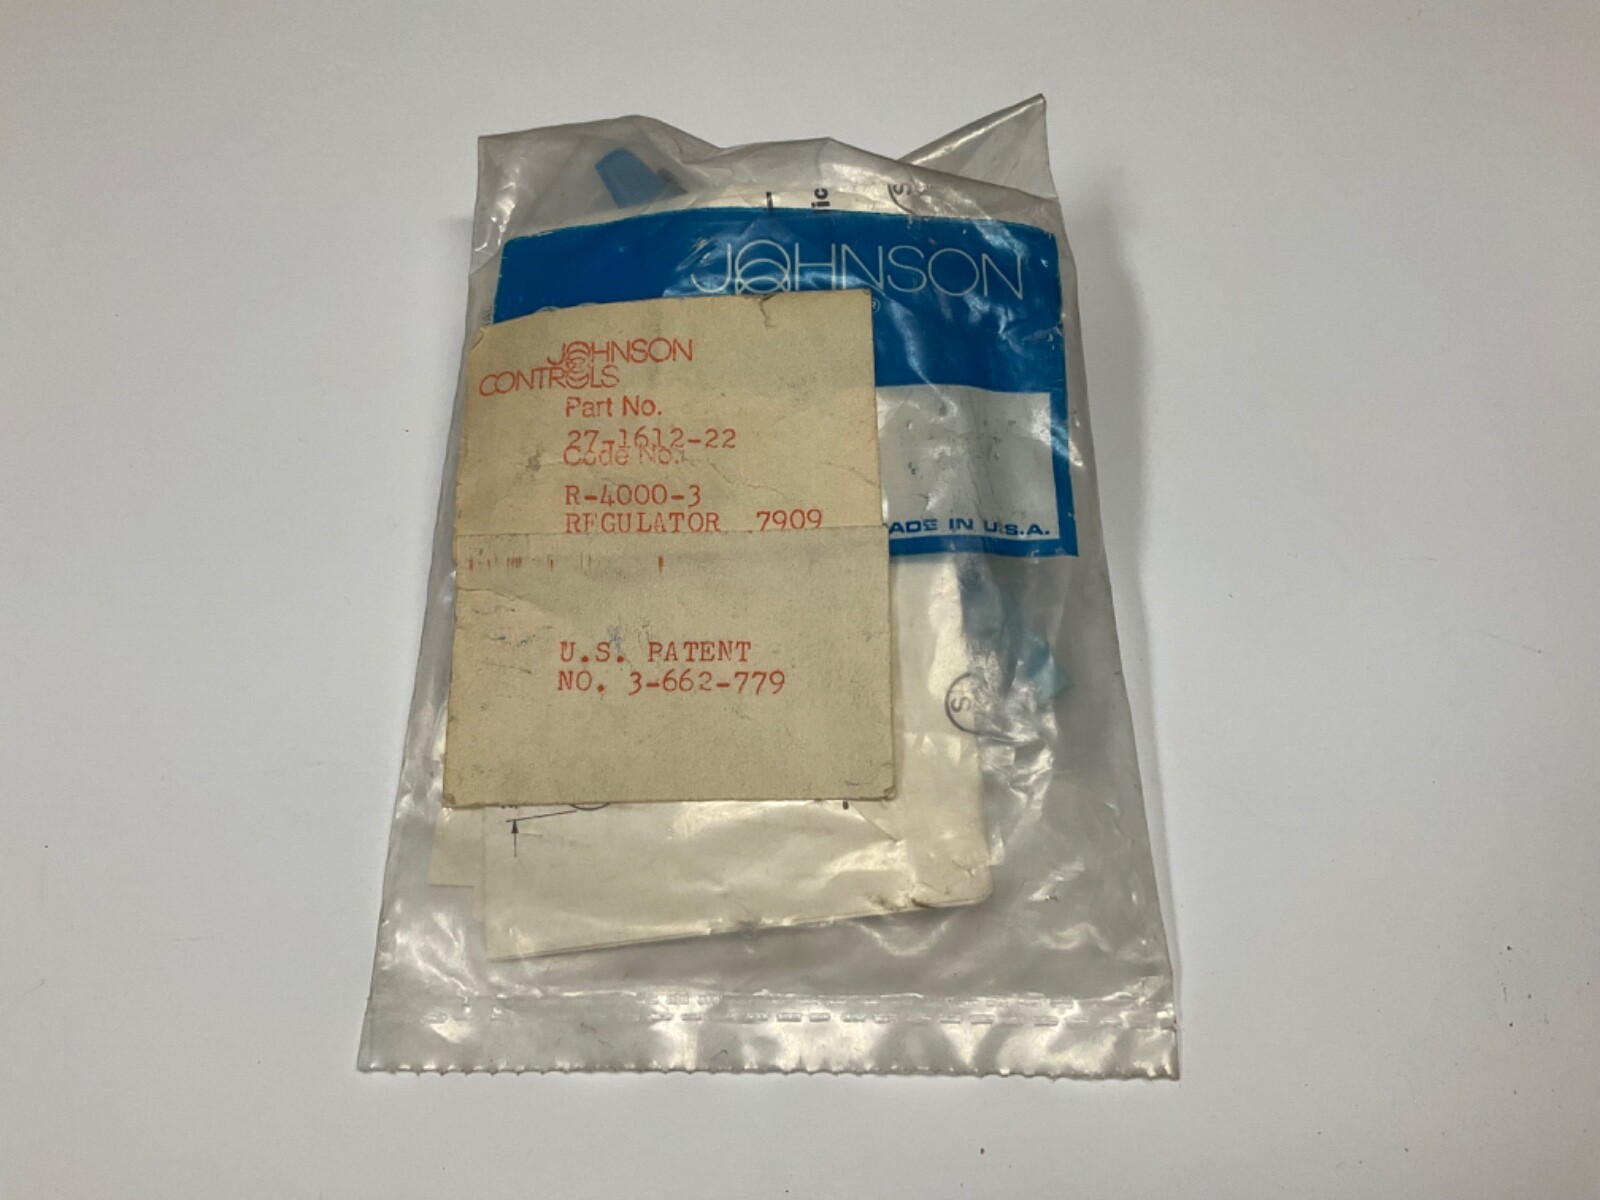 JOHNSON
®
JOHNSON
CONTROLS
Part No.
27-1612-22
Code No.
R-4000-3
REGULATOR 7909
U.S. PATENT
NO. 3-662-779
ADE IN U.S.A.
S